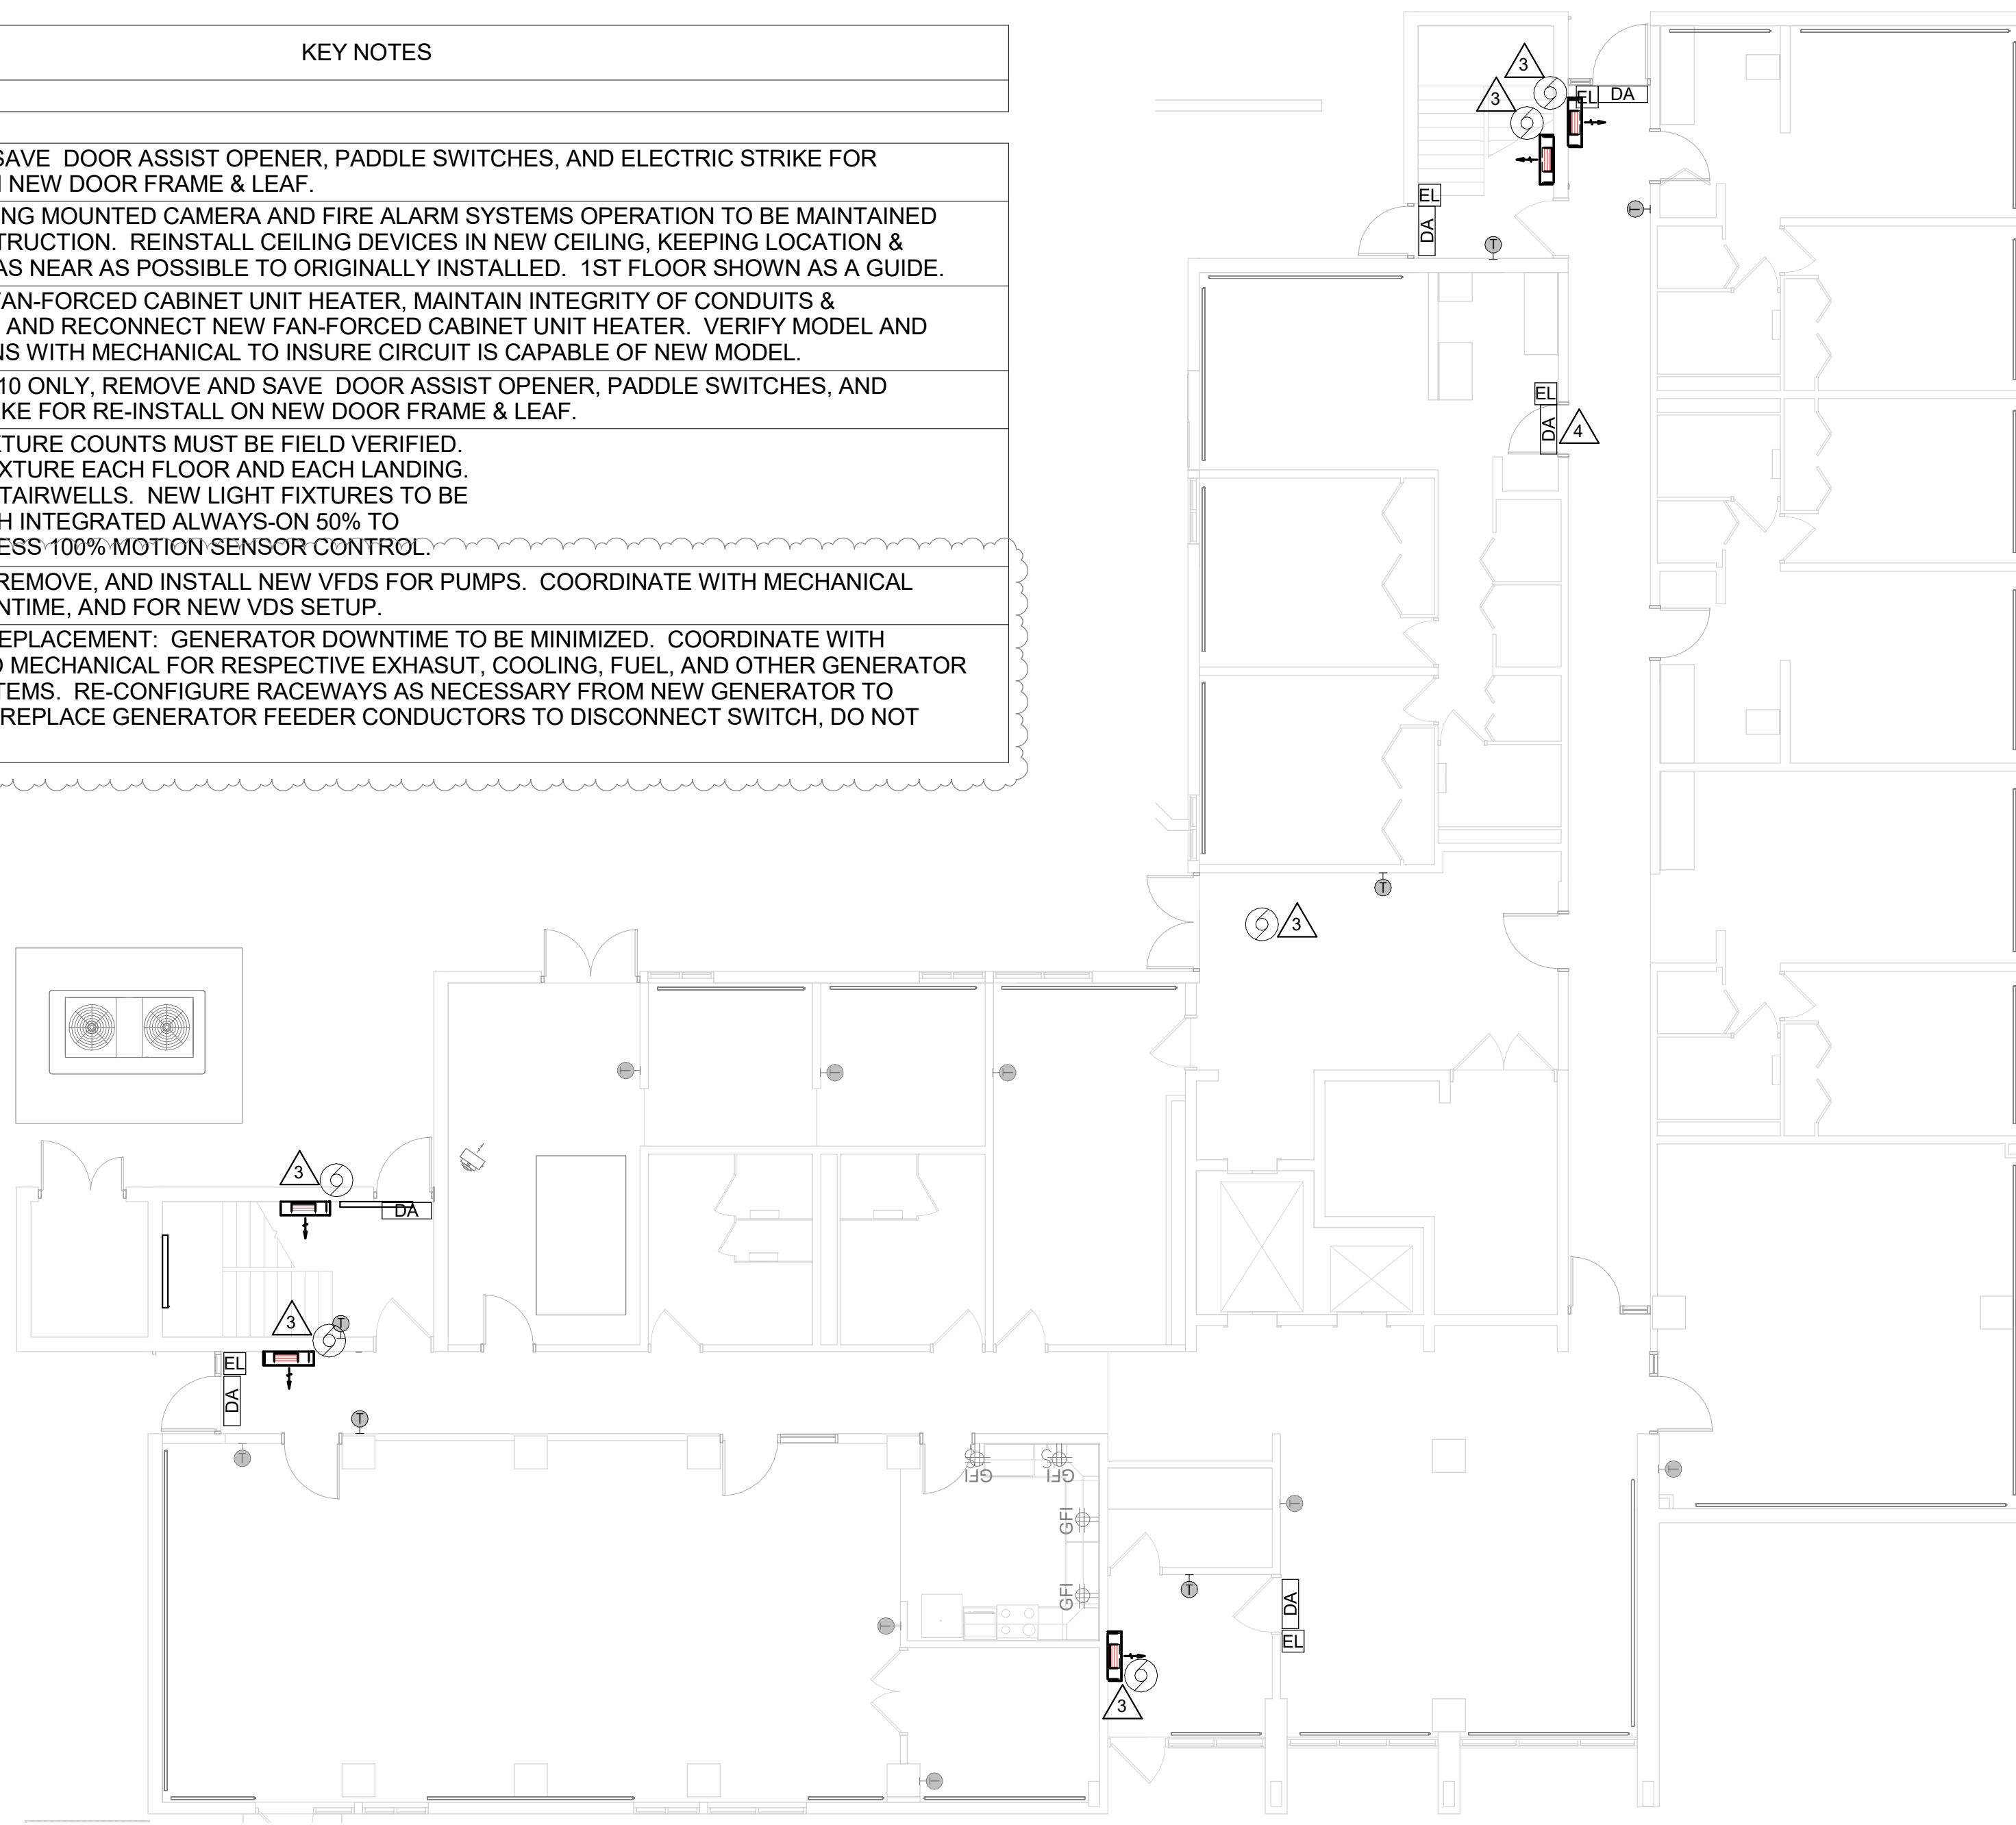 KEY NOTES
SAVE DOOR ASSIST OPENER, PADDLE SWITCHES, AND ELECTRIC STRIKE FOR
NEW DOOR FRAME & LEAF.
NG MOUNTED CAMERA AND FIRE ALARM SYSTEMS OPERATION TO BE MAINTAINED
TRUCTION. REINSTALL CEILING DEVICES IN NEW CEILING, KEEPING LOCATION &
AS NEAR AS POSSIBLE TO ORIGINALLY INSTALLED. 1ST FLOOR SHOWN AS A GUIDE.
FAN-FORCED CABINET UNIT HEATER, MAINTAIN INTEGRITY OF CONDUITS &
AND RECONNECT NEW FAN-FORCED CABINET UNIT HEATER. VERIFY MODEL AND
NS WITH MECHANICAL TO INSURE CIRCUIT IS CAPABLE OF NEW MODEL.
10 ONLY, REMOVE AND SAVE DOOR ASSIST OPENER, PADDLE SWITCHES, AND
KE FOR RE-INSTALL ON NEW DOOR FRAME & LEAF.
XTURE COUNTS MUST BE FIELD VERIFIED.
XTURE EACH FLOOR AND EACH LANDING.
TAIRWELLS. NEW LIGHT FIXTURES TO BE
H INTEGRATED ALWAYS-ON 50% TO
ESS 100% MOTION SENSOR CONTROL.
REMOVE, AND INSTALL NEW VFDS FOR PUMPS. COORDINATE WITH MECHANICAL
NTIME, AND FOR NEW VDS SETUP.
EPLACEMENT: GENERATOR DOWNTIME TO BE MINIMIZED. COORDINATE WITH
D MECHANICAL FOR RESPECTIVE EXHASUT, COOLING, FUEL, AND OTHER GENERATOR
TEMS. RE-CONFIGURE RACEWAYS AS NECESSARY FROM NEW GENERATOR TO
REPLACE GENERATOR FEEDER CONDUCTORS TO DISCONNECT SWITCH, DO NOT
3
3
EL DA
EL
DA
T
T
EL
DA
4
T
3
T
T
T
3
DA
3
T
EL
DA
T
T
T
S
GFI
S
GFI
GFI
GFI
T
T
T
DA
EL
T
3
T